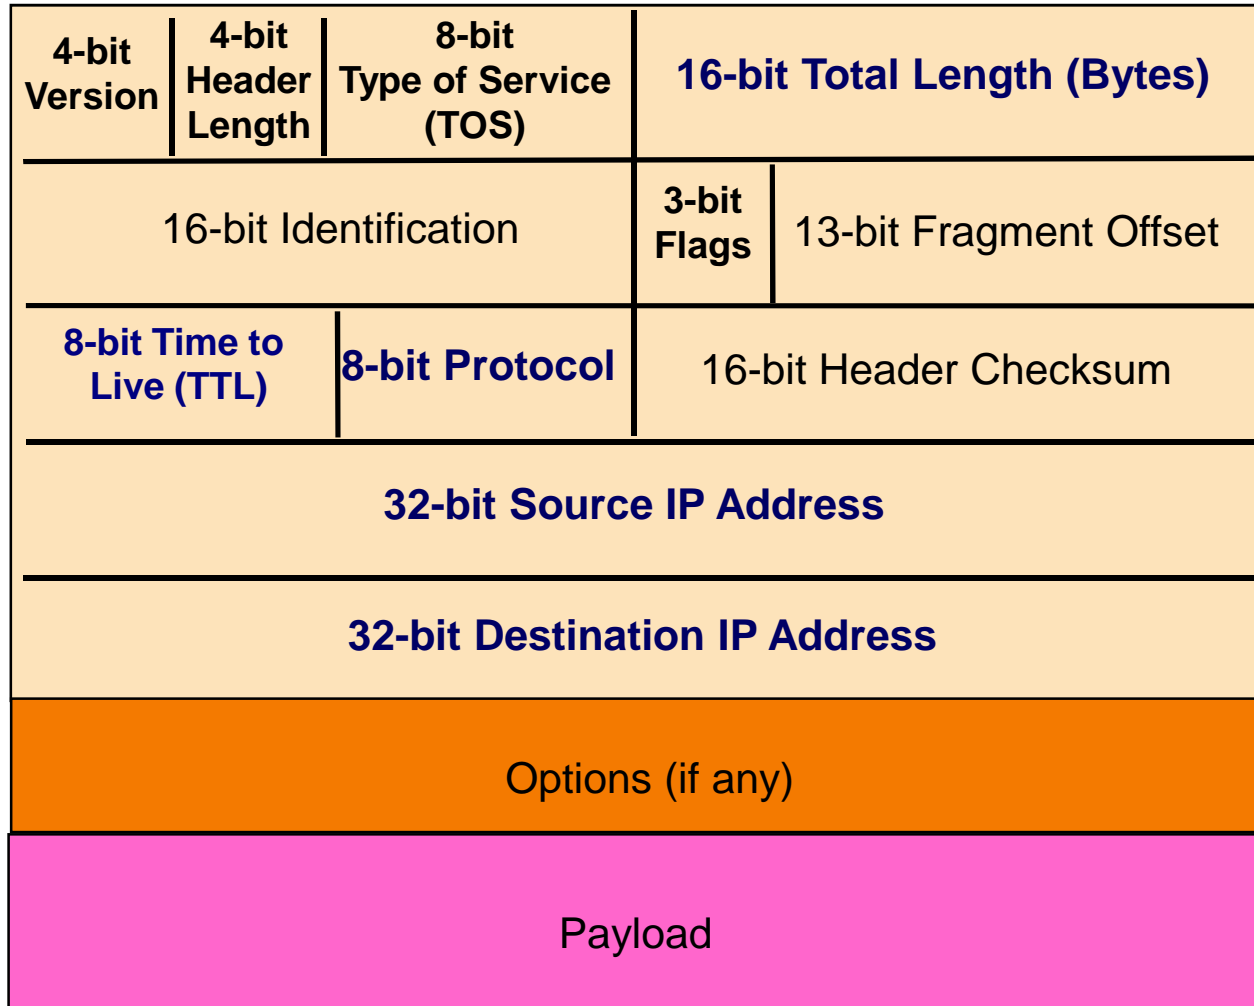 4-bit
Version
4-bit
Header
Length
8-bit
Type of Service
(TOS)
16-bit Total Length (Bytes)
16-bit Identification
3-bit
Flags
13-bit Fragment Offset
8-bit Time to
Live (TTL)
8-bit Protocol
16-bit Header Checksum
32-bit Source IP Address
32-bit Destination IP Address
Options (if any)
Payload